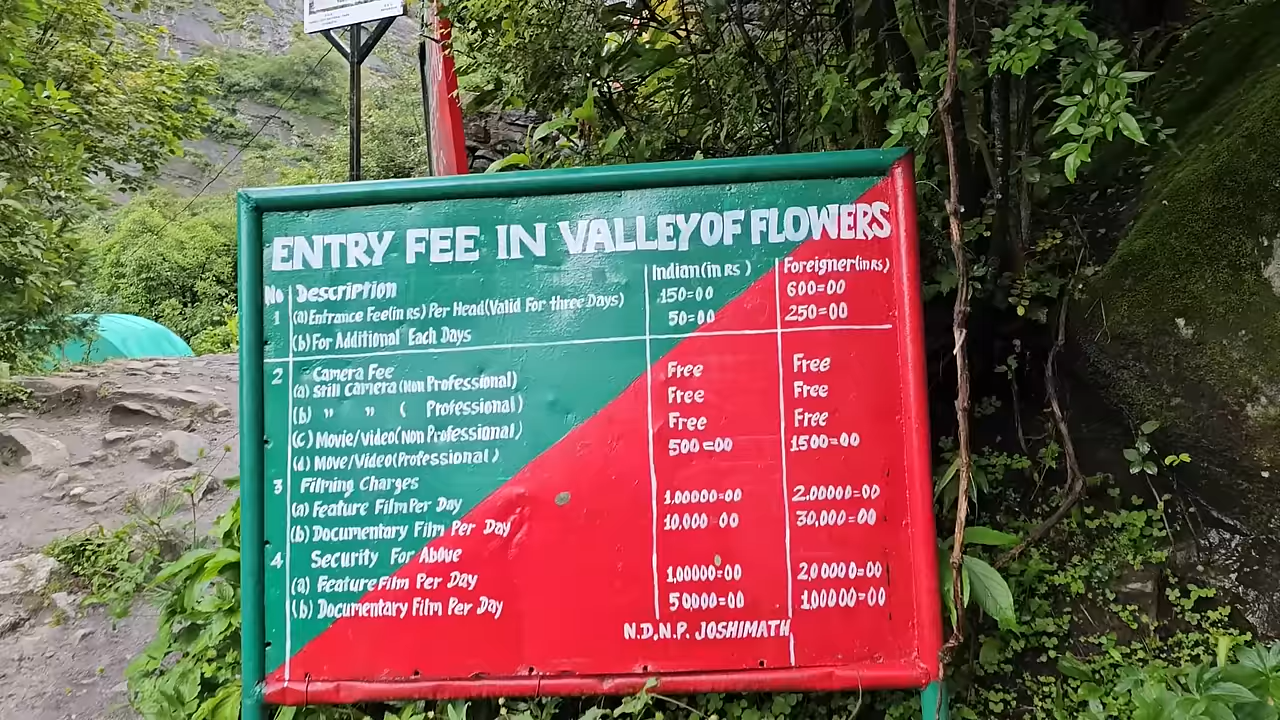 ENTRY FEE IN VALLEY OF FLOWERS
No Description Indian (in Rs) Foreigner (in Rs)
1 (a) Entrance Fee (in Rs) Per Head (Valid For three Days) 150=00 600=00
(b) For Additional Each Days 50=00 250=00
2 Camera Fee
(a) Srill Camera (Non Professional) Free Free
(b) " " ( Professional) Free Free
(c) Movie/Video (Non Professional) Free Free
(d) Move/Video (Professional) 500=00 1500=00
3 Filming Charges
(a) Feature Film Per Day 1.00000=00 2.00000=00
(b) Documentary Film Per Day 10,000 00 30,000=00
4 Security For Above
(a) Feature Film Per Day 1,00000=00 2,00000=00
(b) Documentary Film Per Day 50000=00 1,00000=00
N.D.N.P. JOSHIMATH